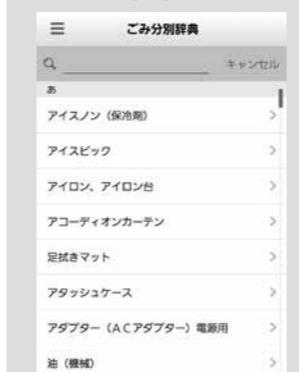 ごみ分別辞典
キャンセル
あ
アイスノン（保冷剤）
アイスピック
アイロン、アイロン台
アコーディオンカーテン
足拭きマット
アタッシュケース
アダプター（ＡＣアダプター）電源用
油（機械）